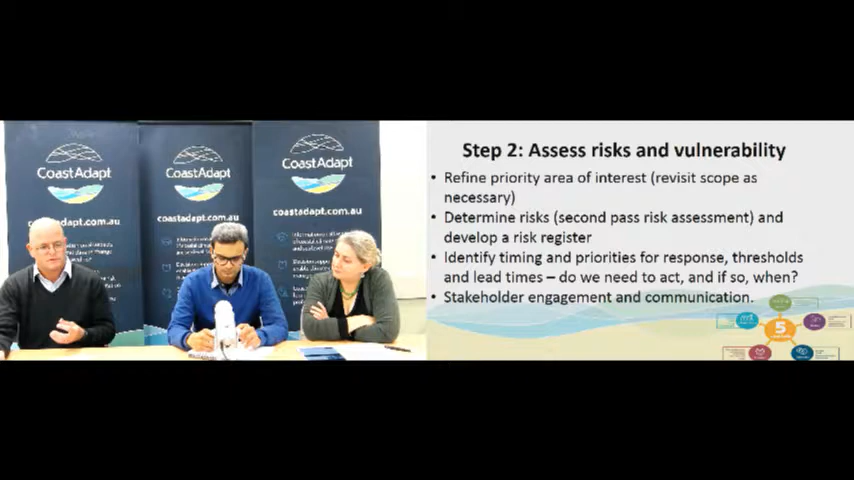 CoastAdapt
CoastAdapt
CoastAdapt
coastadapt.com.au
coastadapt.com.au
coastadapt.com.au
Step 2: Assess risks and vulnerability
• Refine priority area of interest (revisit scope as
necessary)
• Determine risks (second pass risk assessment) and
develop a risk register
• Identify timing and priorities for response, thresholds
and lead times – do we need to act, and if so, when?
• Stakeholder engagement and communication.
5